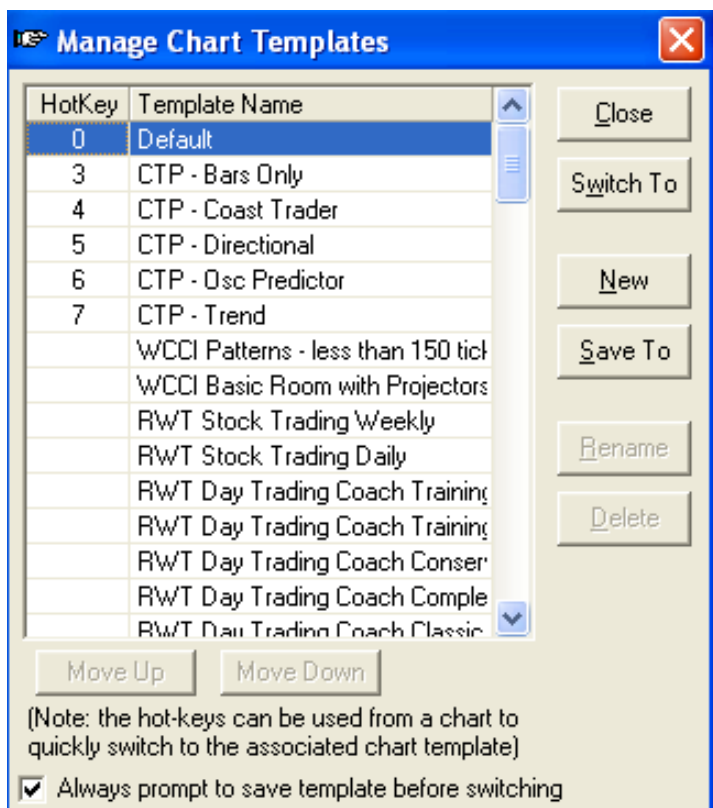 Manage Chart Templates
HotKey Template Name
0 Default
3 CTP - Bars Only
4 CTP - Coast Trader
5 CTP - Directional
6 CTP - Osc Predictor
7 CTP - Trend
WCCI Patterns - less than 150
WCCI Basic Room with Projectors
RWT Stock Trading Weekly
RWT Stock Trading Daily
RWT Day Trading Coach
RWT Day Trading Coach
RWT Day Trading Coach
RWT Day Trading Coach
RWT Day Trading Coach Classic
Close
Switch To
New
Save To
Rename
Delete
Move Up Move Down
(Note: the hot-keys can be used from a chart to
quickly switch to the associated chart template)
Always prompt to save template before switching